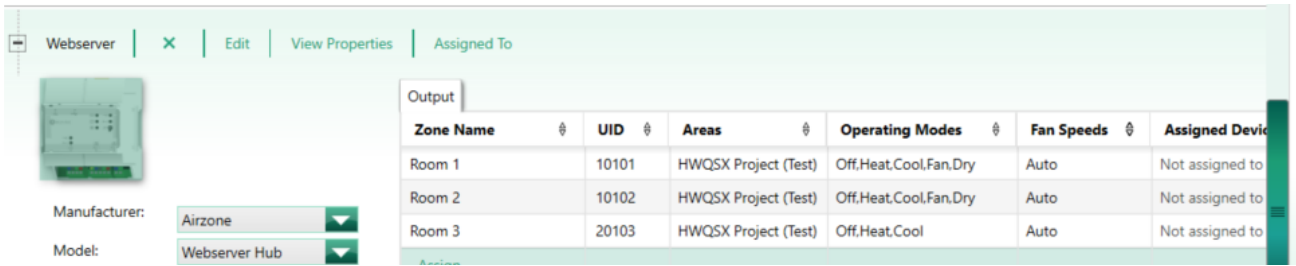 Webserver × Edit View Properties Assigned To
Output
Zone Name UID Areas Operating Modes Fan Speeds Assigned Devic
Room 1 10101 HWQSX Project (Test) Off,Heat,Cool,Fan,Dry Auto Not assigned to
Room 2 10102 HWQSX Project (Test) Off,Heat,Cool,Fan,Dry Auto Not assigned to
Room 3 20103 HWQSX Project (Test) Off,Heat,Cool Auto Not assigned to
Assign
Manufacturer: Airzone
Model: Webserver Hub